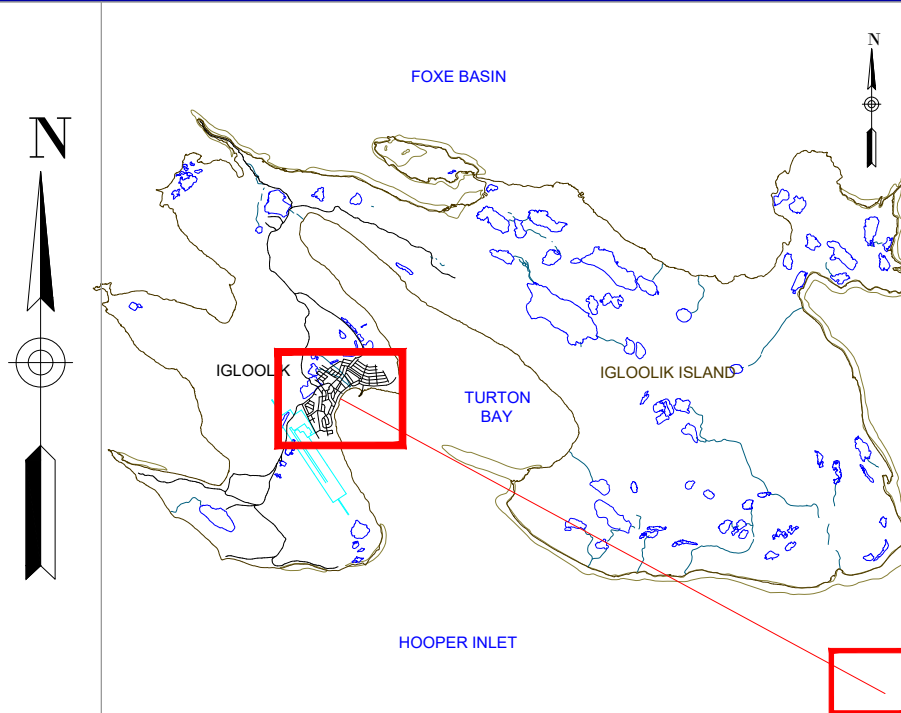 FOXE BASIN
N
N
IGLOOLIK
IGLOOLIK ISLAND
TURTON
BAY
HOOPER INLET